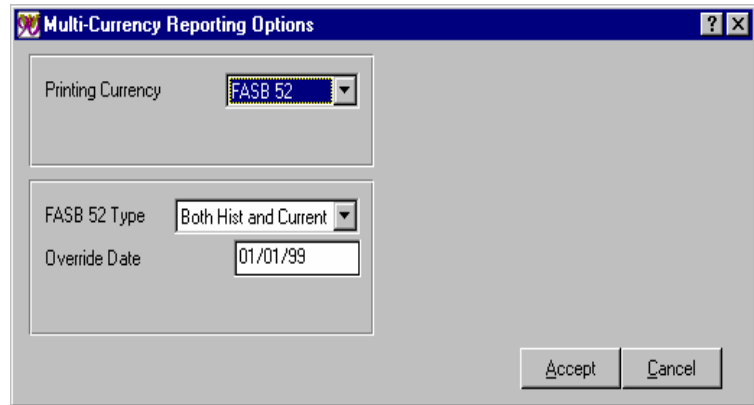 Multi-Currency Reporting Options
Printing Currency FASB 52
FASB 52 Type Both Hist and Current
Override Date 01/01/99
Accept Cancel